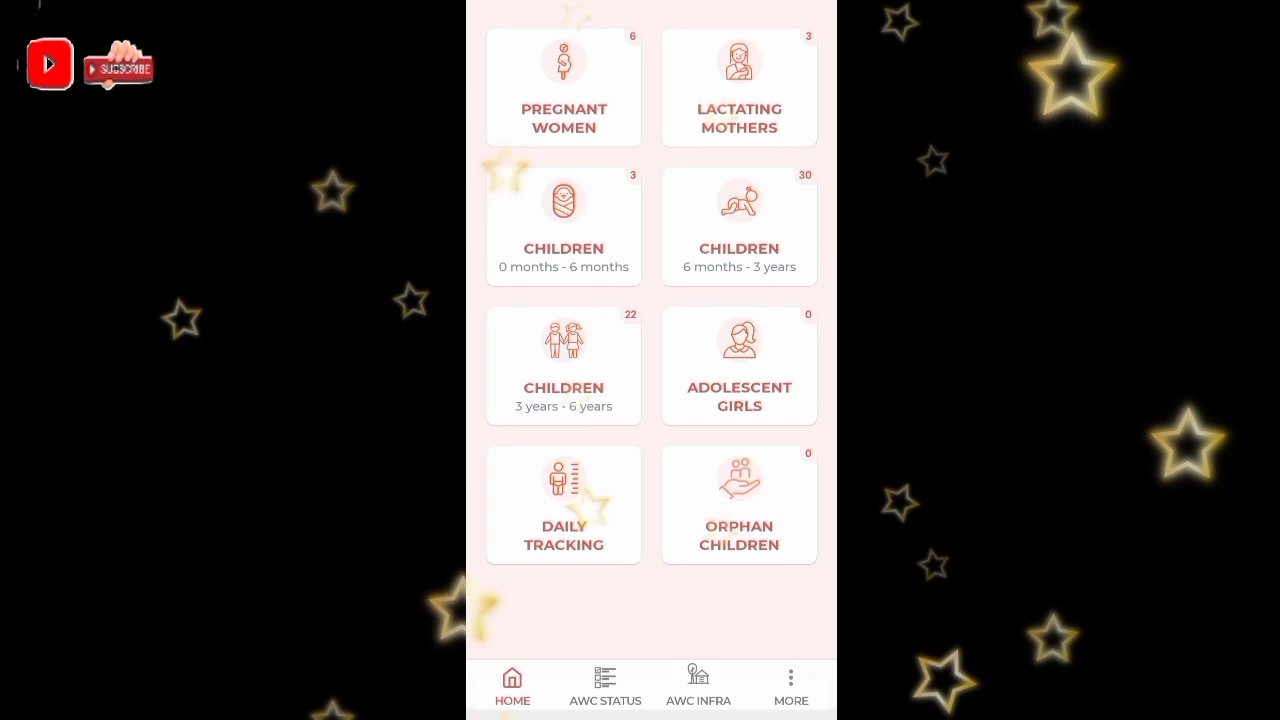 SUBSCRIBE
6
PREGNANT
WOMEN
3
LACTATING
MOTHERS
3
CHILDREN
0 months - 6 months
30
CHILDREN
6 months - 3 years
22
CHILDREN
3 years - 6 years
0
ADOLESCENT
GIRLS
DAILY
TRACKING
0
ORPHAN
CHILDREN
HOME
AWC STATUS
AWC INFRA
MORE